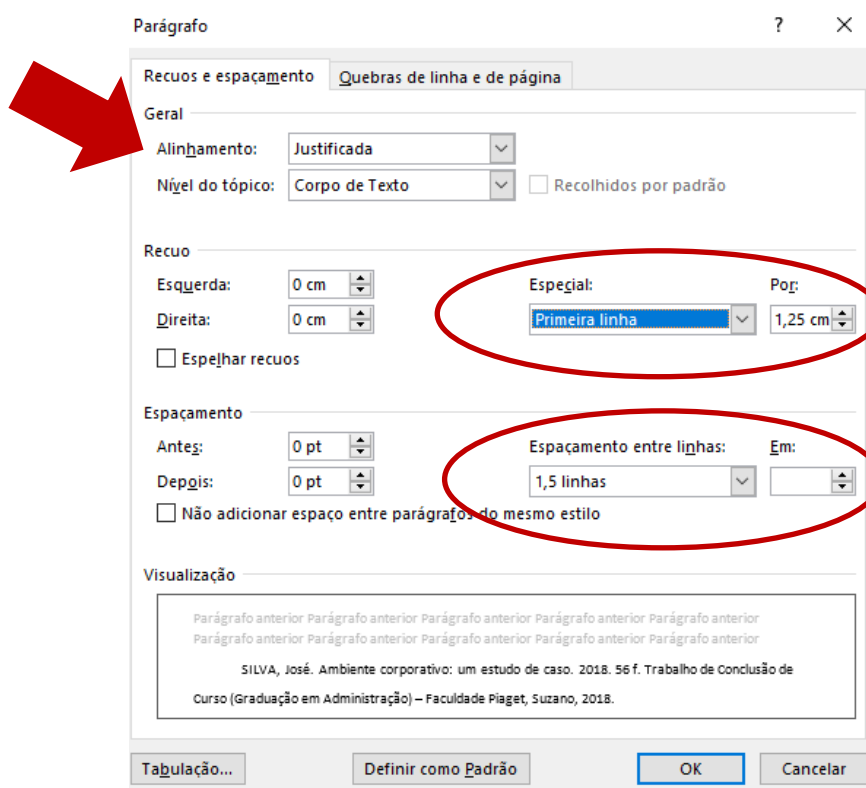 Parágrafo ?
Recuos e espaçamento Quebras de linha e de página
Geral
Alinhamento: Justificada
Nível do tópico: Corpo de Texto Recolhidos por padrão
Recuo
Esquerda: 0 cm Especial: Por:
Direita: 0 cm Primeira linha 1,25 cm
Espelhar recuos
Espaçamento
Antes: 0 pt Espaçamento entre linhas: Em:
Depois: 0 pt 1,5 linhas
Não adicionar espaço entre parágrafos do mesmo estilo
Visualização
Parágrafo anterior Parágrafo anterior Parágrafo anterior Parágrafo anterior Parágrafo anterior
Parágrafo anterior Parágrafo anterior Parágrafo anterior Parágrafo anterior Parágrafo anterior
SILVA, José. Ambiente corporativo: um estudo de caso. 2018. 56 f. Trabalho de Conclusão de
Curso (Graduação em Administração) – Faculdade Piaget, Suzano, 2018.
Tabulação... Definir como Padrão OK Cancelar